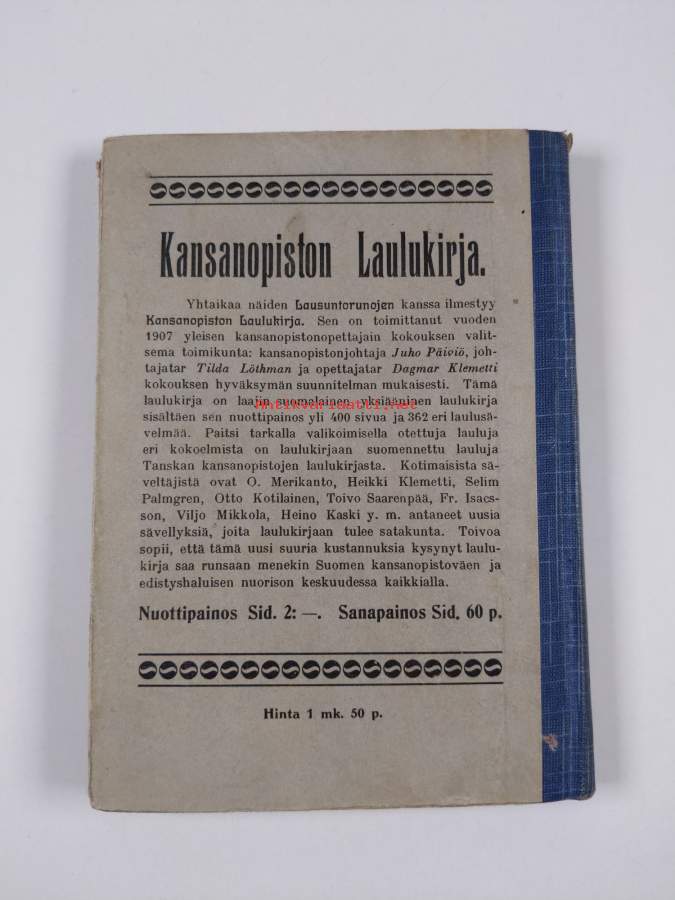 Kansanopiston Laulukirja.
Yhtaikaa näiden Lausuntorunojen kanssa ilmestyy
Kansanopiston Laulukirja. Sen on toimittanut vuoden
1907 yleisen kansanopistonopettajain kokouksen valit-
sema toimikunta: kansanopistonjohtaja Juho Päiviö, joh-
tajatar Tilda Löthman ja opettajatar Dagmar Klemetti
kokouksen hyväksymän suunnitelman mukaisesti. Tämä
laulukirja on laajin suomalainen yksiääninen laulukirja
Antikvariaatti.net
sisältäen sen nuottipainos yli 400 sivua ja 362 eri laulusä-
velmää. Paitsi tarkalla valikoimisella otettuja lauluja
eri kokoelmista on laulukirjaan suomennettu lauluja
Tanskan kansanopistojen laulukirjasta. Kotimaisista sä-
veltäjistä ovat O. Merikanto, Heikki Klemetti, Selim
Palmgren, Otto Kotilainen, Toivo Saarenpää, Fr. Isacs-
son, Viljo Mikkola, Heino Kaski y. m. antaneet uusia
sävellyksiä, joita laulukirjaan tulee satakunta. Toivoa
sopii, että tämä uusi suuria kustannuksia kysynyt laulu-
kirja saa runsaan menekin Suomen kansanopistoväen ja
edistyshaluisen nuorison keskuudessa kaikkialla.
Nuottipainos Sid. 2: —. Sanapainos Sid. 60 p.
Hinta 1 mk. 50 p.